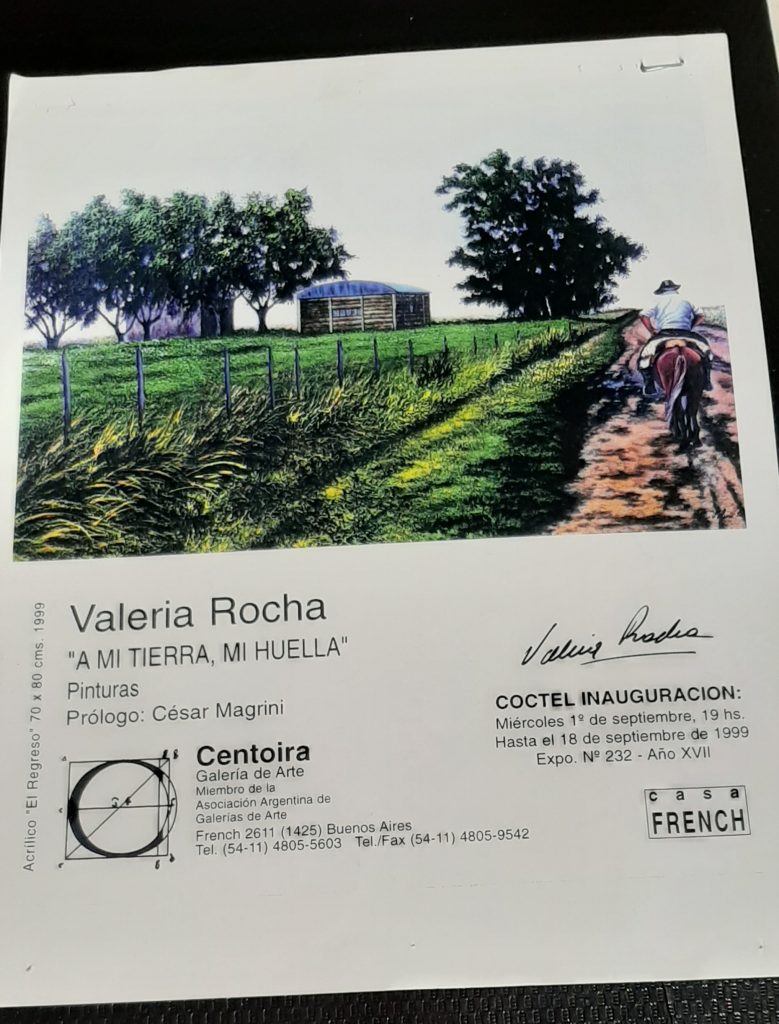 Acrílico "El Regreso" 70 x 80 cms. 1999
Valeria Rocha
"A MI TIERRA, MI HUELLA"
Pinturas
Prólogo: César Magrini
Valeria Rocha
COCTEL INAUGURACION:
Miércoles 1º de septiembre, 19 hs.
Hasta el 18 de septiembre de 1999
Expo. Nº 232 - Año XVII
Centoira
Galería de Arte
Miembro de la
Asociación Argentina de
Galerías de Arte
French 2611 (1425) Buenos Aires
Tel. (54-11) 4805-5603 Tel./Fax (54-11) 4805-9542
casa
FRENCH